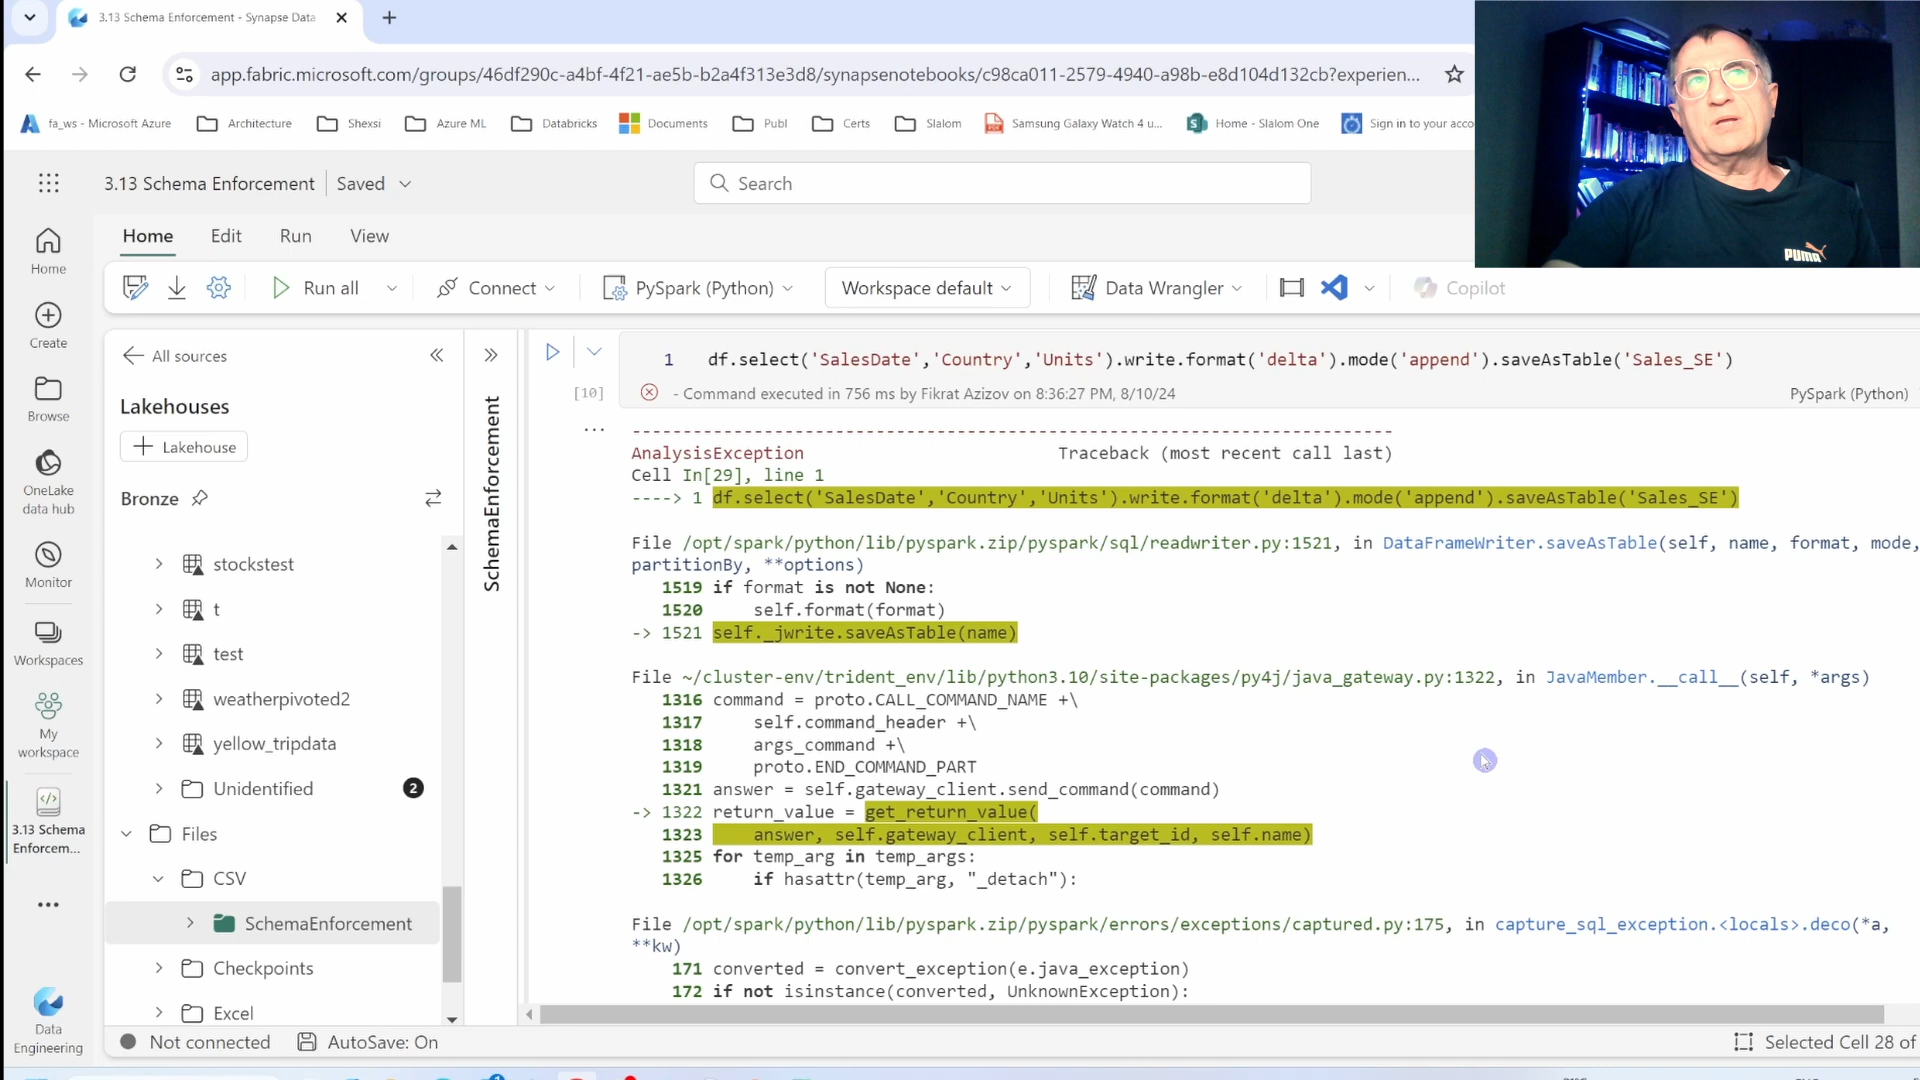 3.13 Schema Enforcement - Synapse Data
app.fabric.microsoft.com/groups/46df290c-a4bf-4f21-ae5b-b2a4f313e3d8/synapsenotebooks/c98ca011-2579-4940-a98b-e8d104d132cb?experien...
fa_ws - Microsoft Azure Architecture Shexsi Azure ML Databricks Documents Publ Certs Slalom Samsung Galaxy Watch 4 u... Home - Slalom One Sign in to your acco
3.13 Schema Enforcement Saved Search
PUMA
Home Edit Run View
Run all Connect PySpark (Python) Workspace default Data Wrangler Copilot
Home
Create
Browse
OneLake
data hub
Monitor
Workspaces
My
workspace
3.13 Schema
Enforcem...
Data
Engineering
All sources
Lakehouses
Lakehouse
Bronze
stockstest
t
test
weatherpivoted2
yellow_tripdata
Unidentified 2
Files
CSV
SchemaEnforcement
Checkpoints
Excel
SchemaEnforcement
1 df.select('SalesDate','Country','Units').write.format('delta').mode('append').saveAsTable('Sales_SE')
[10] - Command executed in 756 ms by Fikrat Azizov on 8:36:27 PM, 8/10/24 PySpark (Python)
...
---------------------------------------------------------------------------
AnalysisException Traceback (most recent call last)
Cell In[29], line 1
----> 1 df.select('SalesDate','Country','Units').write.format('delta').mode('append').saveAsTable('Sales_SE')
File /opt/spark/python/lib/pyspark.zip/pyspark/sql/readwriter.py:1521, in DataFrameWriter.saveAsTable(self, name, format, mode,
partitionBy, **options)
1519 if format is not None:
1520 self.format(format)
-> 1521 self._jwrite.saveAsTable(name)
File ~/cluster-env/trident_env/lib/python3.10/site-packages/py4j/java_gateway.py:1322, in JavaMember.__call__(self, *args)
1316 command = proto.CALL_COMMAND_NAME +\
1317 self.command_header +\
1318 args_command +\
1319 proto.END_COMMAND_PART
1321 answer = self.gateway_client.send_command(command)
-> 1322 return_value = get_return_value(
1323 answer, self.gateway_client, self.target_id, self.name)
1325 for temp_arg in temp_args:
1326 if hasattr(temp_arg, "_detach"):
File /opt/spark/python/lib/pyspark.zip/pyspark/errors/exceptions/captured.py:175, in capture_sql_exception.<locals>.deco(*a,
**kw)
171 converted = convert_exception(e.java_exception)
172 if not isinstance(converted, UnknownException):
Not connected AutoSave: On Selected Cell 28 of